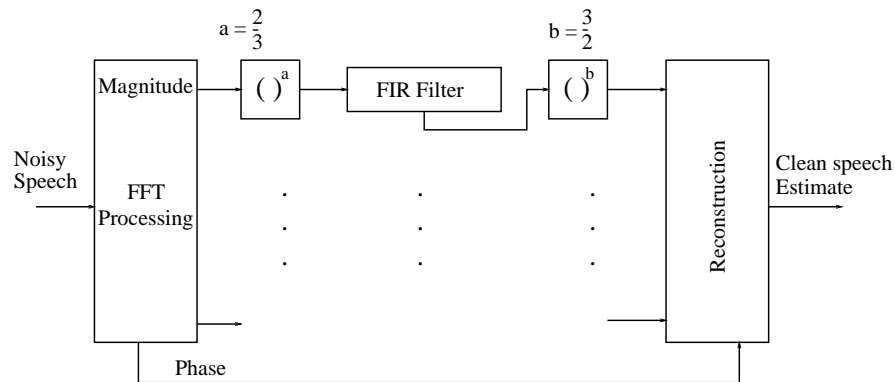 a = 2/3
b = 3/2
Magnitude
( )^a
FIR Filter
( )^b
Noisy
Speech
FFT
Processing
Reconstruction
Clean speech
Estimate
Phase